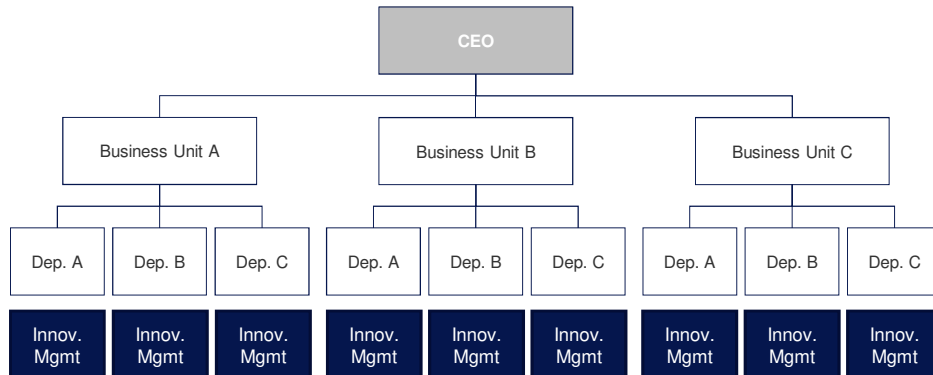 CEO
Business Unit A
Business Unit B
Business Unit C
Dep. A
Dep. B
Dep. C
Dep. A
Dep. B
Dep. C
Dep. A
Dep. B
Dep. C
Innov.
Mgmt
Innov.
Mgmt
Innov.
Mgmt
Innov.
Mgmt
Innov.
Mgmt
Innov.
Mgmt
Innov.
Mgmt
Innov.
Mgmt
Innov.
Mgmt